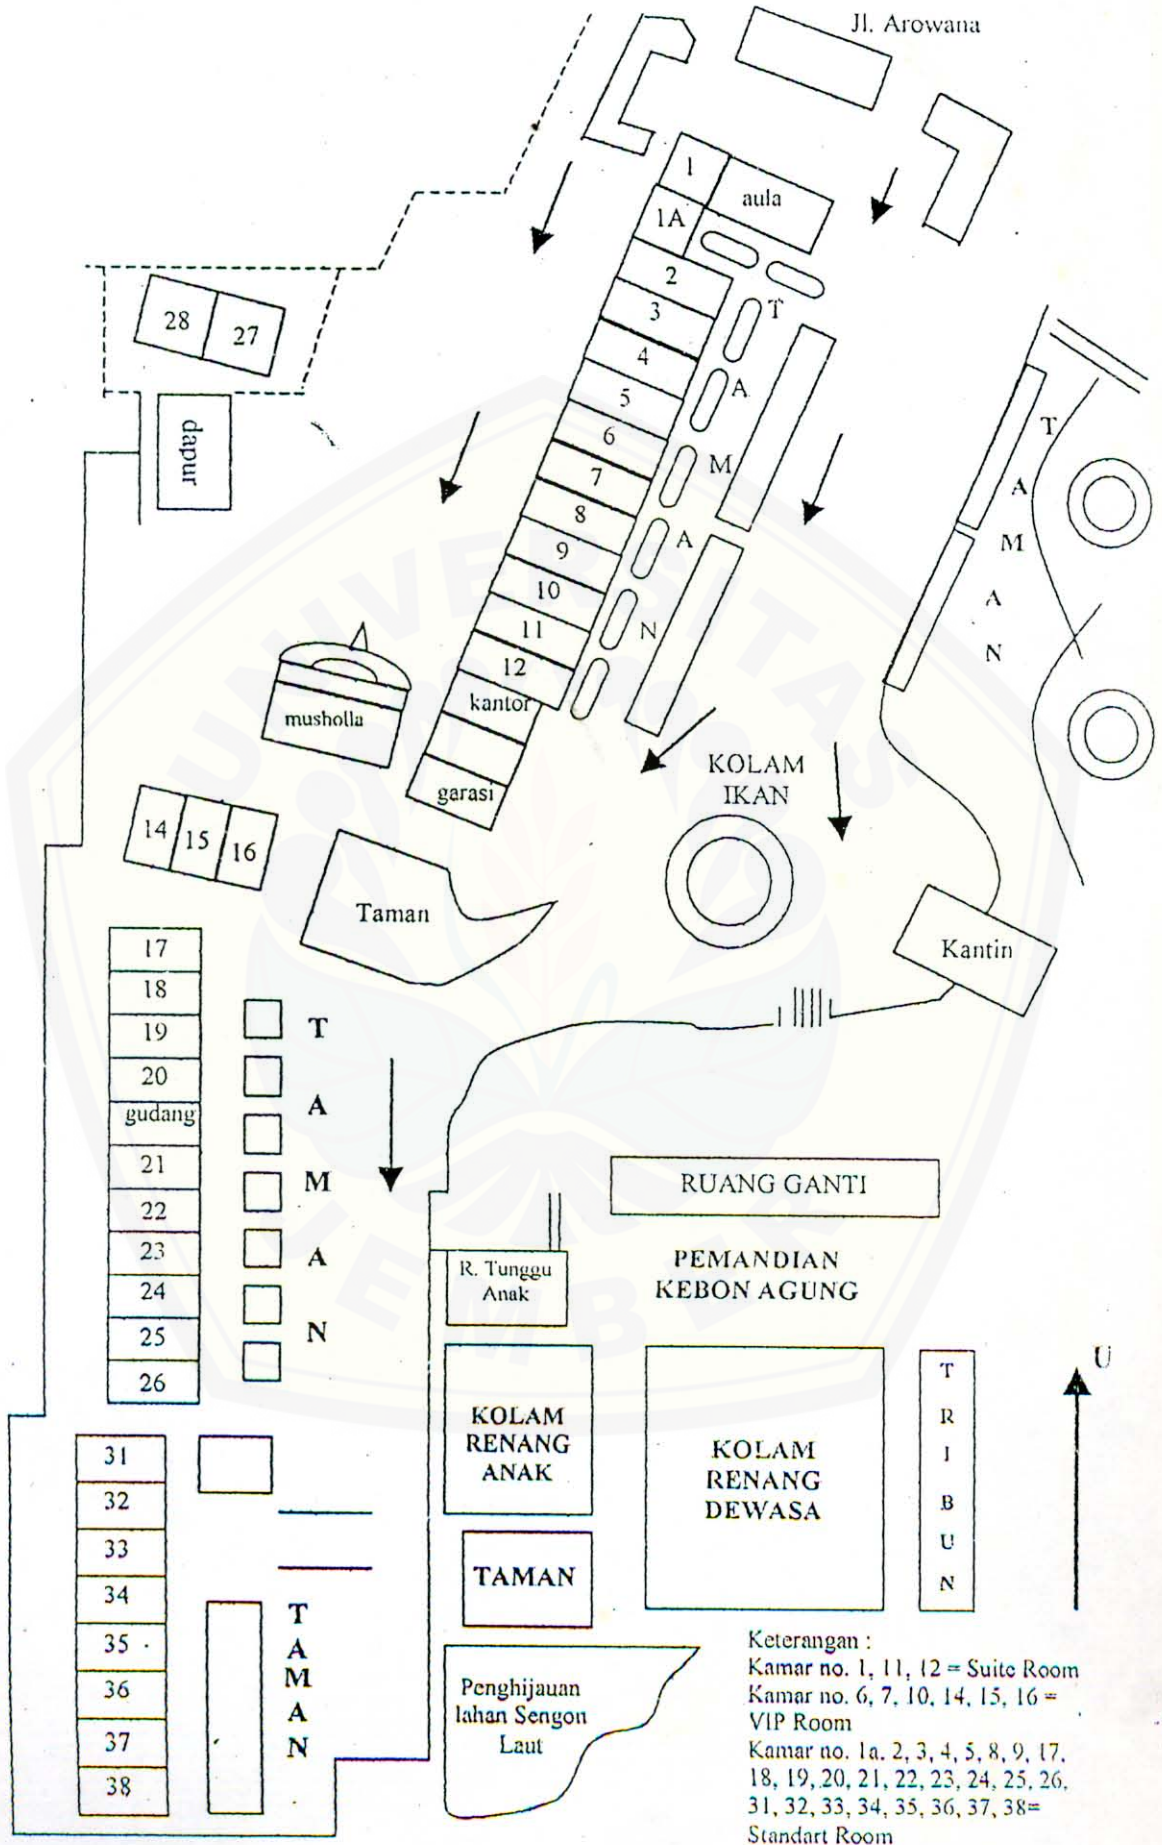 Jl. Arowana
1
aula
1A
2
3
4
5
6
7
8
9
10
11
12
kantor
garasi
T
A
M
A
N
28
27
dapur
T
A
M
A
N
musholla
KOLAM
IKAN
14
15
16
Taman
Kantin
17
18
19
20
gudang
21
22
23
24
25
26
T
A
M
A
N
RUANG GANTI
PEMANDIAN
KEBON AGUNG
R. Tunggu
Anak
KOLAM
RENANG
ANAK
KOLAM
RENANG
DEWASA
T
R
I
B
U
N
U
TAMAN
31
32
33
34
35
36
37
38
T
A
M
A
N
Penghijauan
lahan Sengon
Laut
Keterangan :
Kamar no. 1, 11, 12 = Suite Room
Kamar no. 6, 7, 10, 14, 15, 16 =
VIP Room
Kamar no. 1a, 2, 3, 4, 5, 8, 9, 17,
18, 19, 20, 21, 22, 23, 24, 25, 26,
31, 32, 33, 34, 35, 36, 37, 38=
Standart Room
UNIVERSITAS
JEMBER